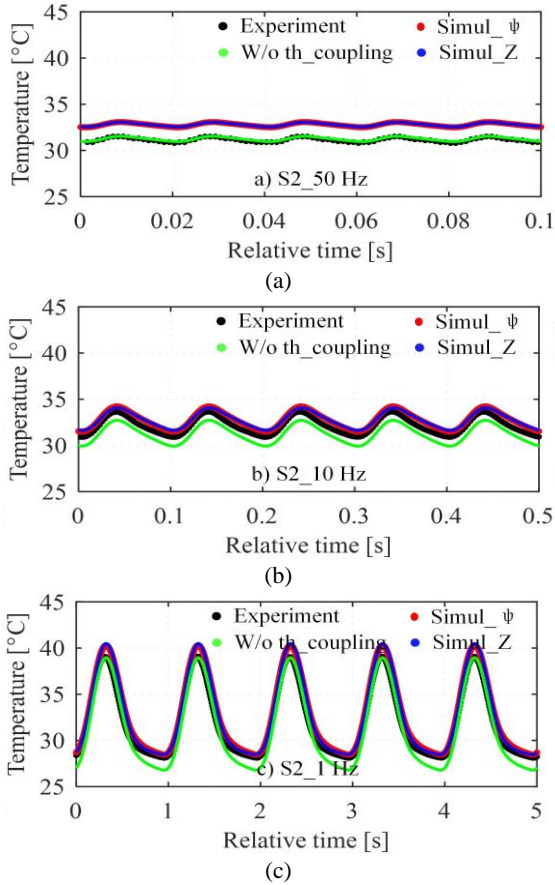 Temperature [°C]
45
40
35
30
25
Experiment Simul_ψ
W/o th_coupling Simul_Z
a) S2_50 Hz
0 0.02 0.04 0.06 0.08 0.1
Relative time [s]
(a)
Temperature [°C]
45
40
35
30
25
Experiment Simul_ψ
W/o th_coupling Simul_Z
b) S2_10 Hz
0 0.1 0.2 0.3 0.4 0.5
Relative time [s]
(b)
Temperature [°C]
45
40
35
30
25
Experiment Simul_ψ
W/o th_coupling Simul_Z
c) S2_1 Hz
0 1 2 3 4 5
Relative time [s]
(c)